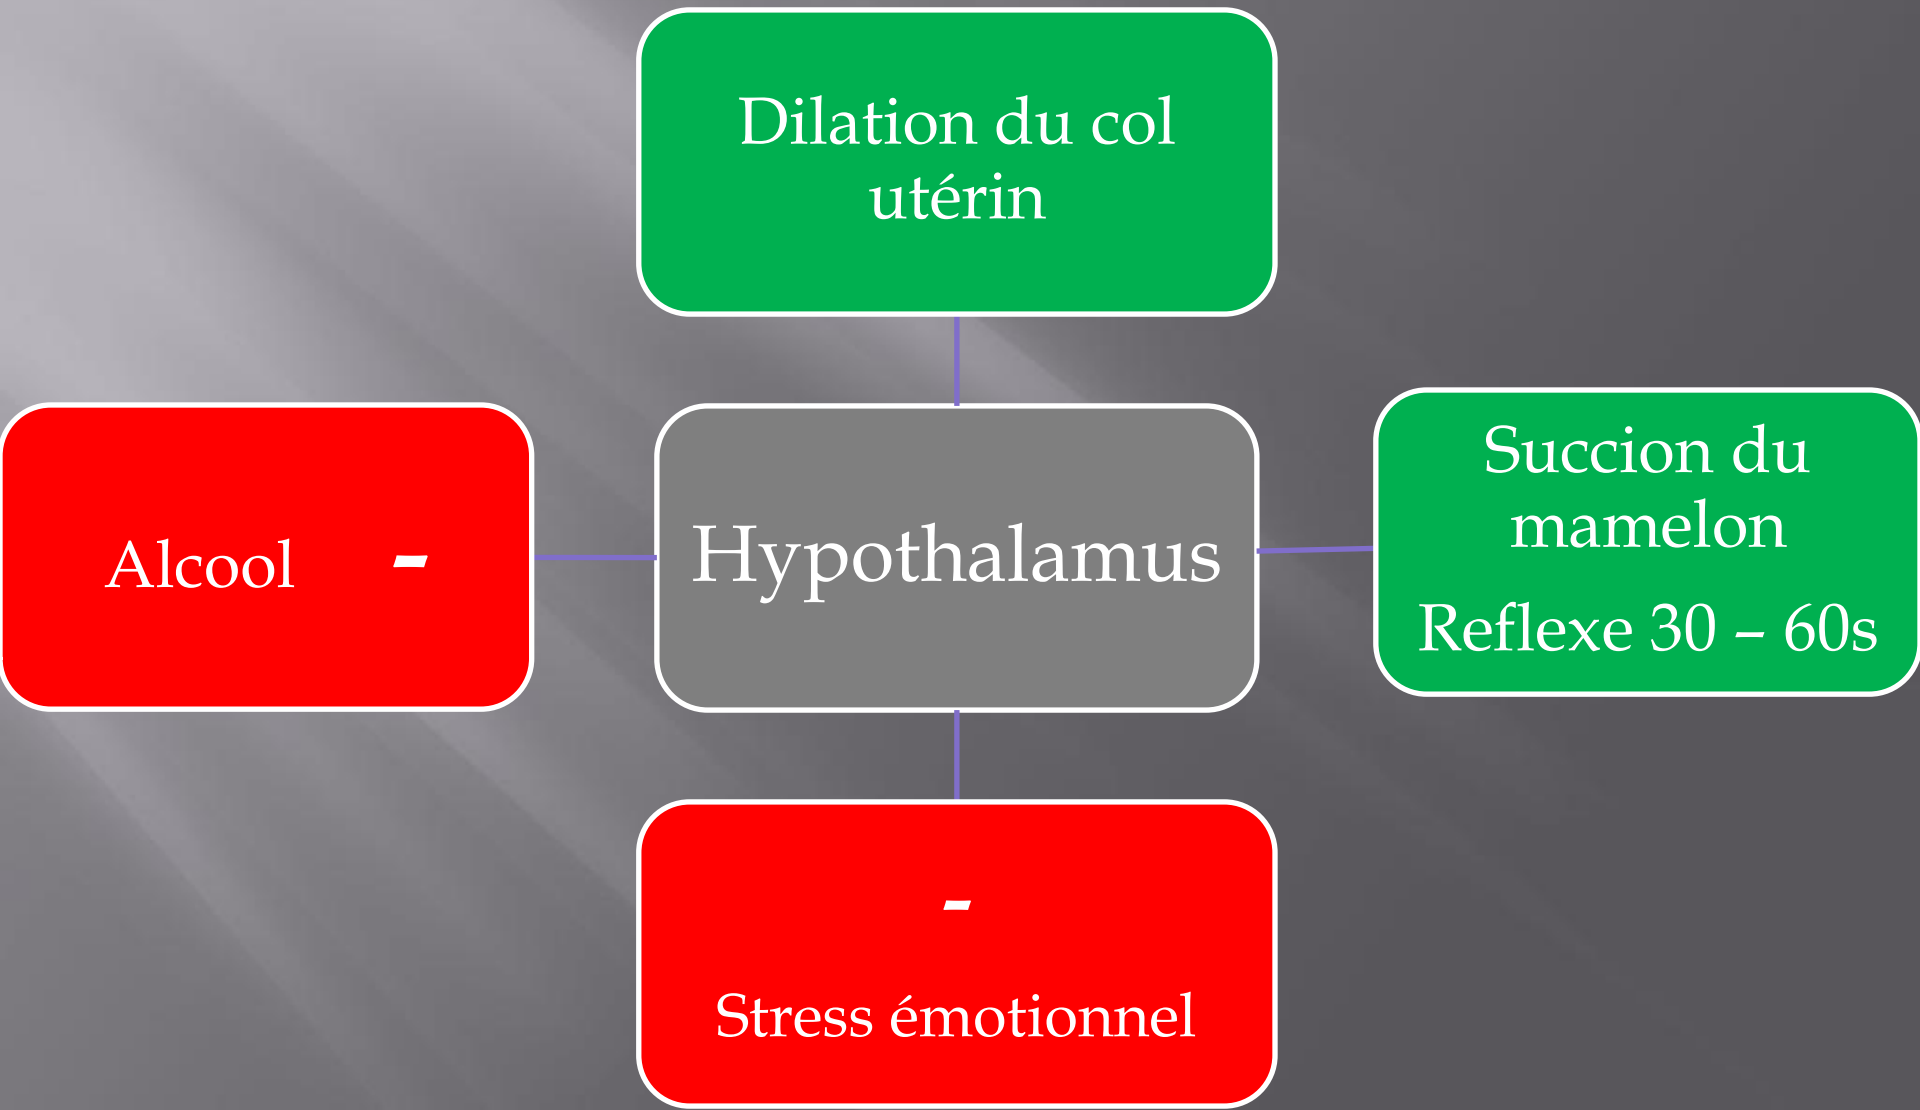 Dilation du col
utérin
Alcool -
Hypothalamus
Succion du
mamelon
Reflexe 30 – 60s
-
Stress émotionnel